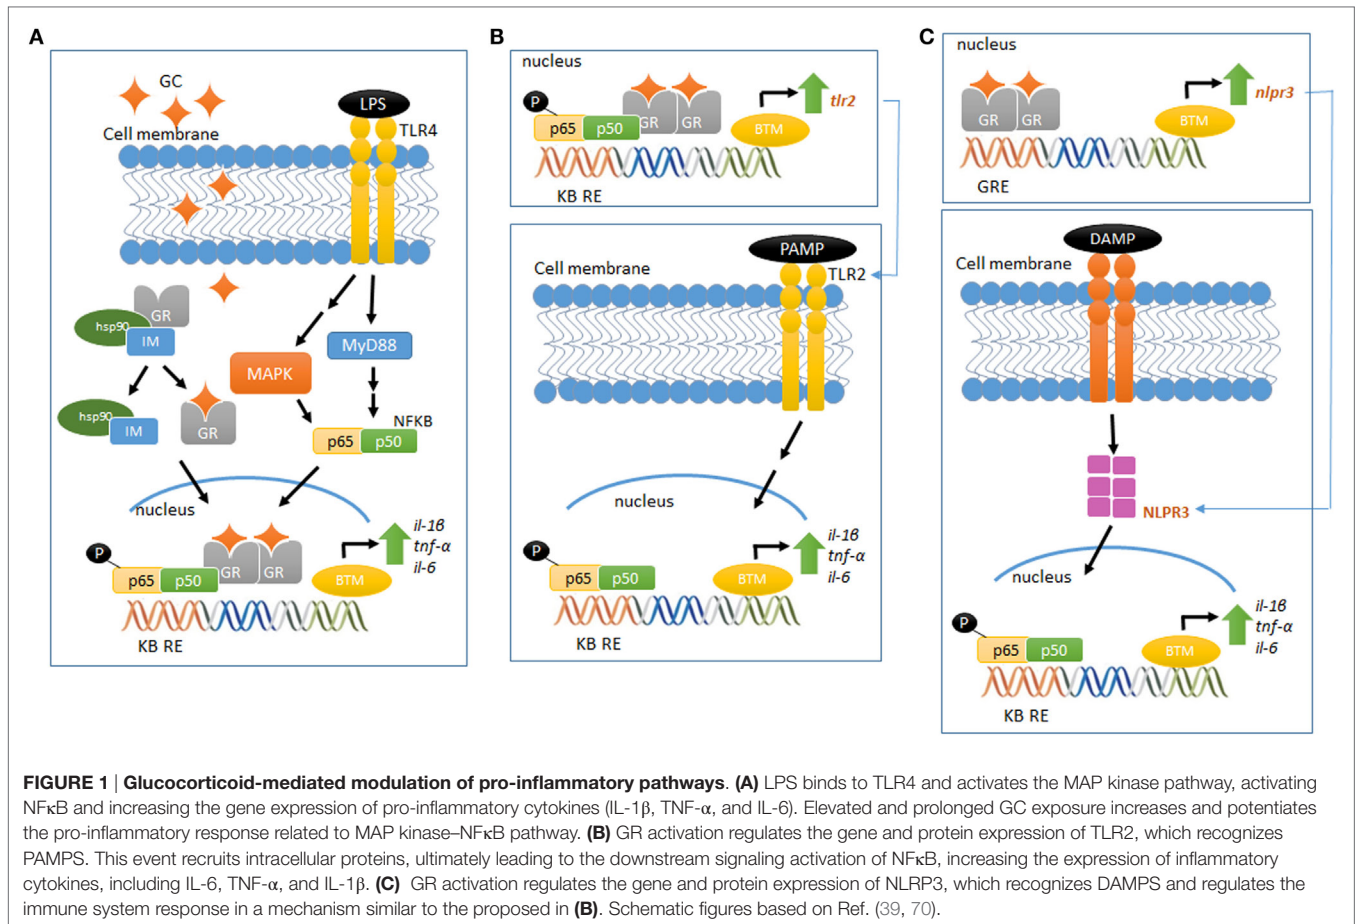 A
GC
LPS
TLR4
Cell membrane
GR
hsp90
IM
MyD88
MAPK
hsp90
IM
GR
NFKB
p65 p50
nucleus
il-1β
tnf-α
il-6
P
p65 p50 GR GR
BTM
KB RE
B
nucleus
P
p65 p50 GR GR
BTM
tlr2
KB RE
PAMP
Cell membrane
TLR2
nucleus
il-1β
tnf-α
il-6
P
p65 p50
BTM
KB RE
C
nucleus
nlpr3
GR GR
BTM
GRE
DAMP
Cell membrane
NLPR3
nucleus
il-1β
tnf-α
il-6
P
p65 p50
BTM
KB RE
FIGURE 1 | Glucocorticoid-mediated modulation of pro-inflammatory pathways. (A) LPS binds to TLR4 and activates the MAP kinase pathway, activating
NFκB and increasing the gene expression of pro-inflammatory cytokines (IL-1β, TNF-α, and IL-6). Elevated and prolonged GC exposure increases and potentiates
the pro-inflammatory response related to MAP kinase–NFκB pathway. (B) GR activation regulates the gene and protein expression of TLR2, which recognizes
PAMPS. This event recruits intracellular proteins, ultimately leading to the downstream signaling activation of NFκB, increasing the expression of inflammatory
cytokines, including IL-6, TNF-α, and IL-1β. (C) GR activation regulates the gene and protein expression of NLRP3, which recognizes DAMPS and regulates the
immune system response in a mechanism similar to the proposed in (B). Schematic figures based on Ref. (39, 70).